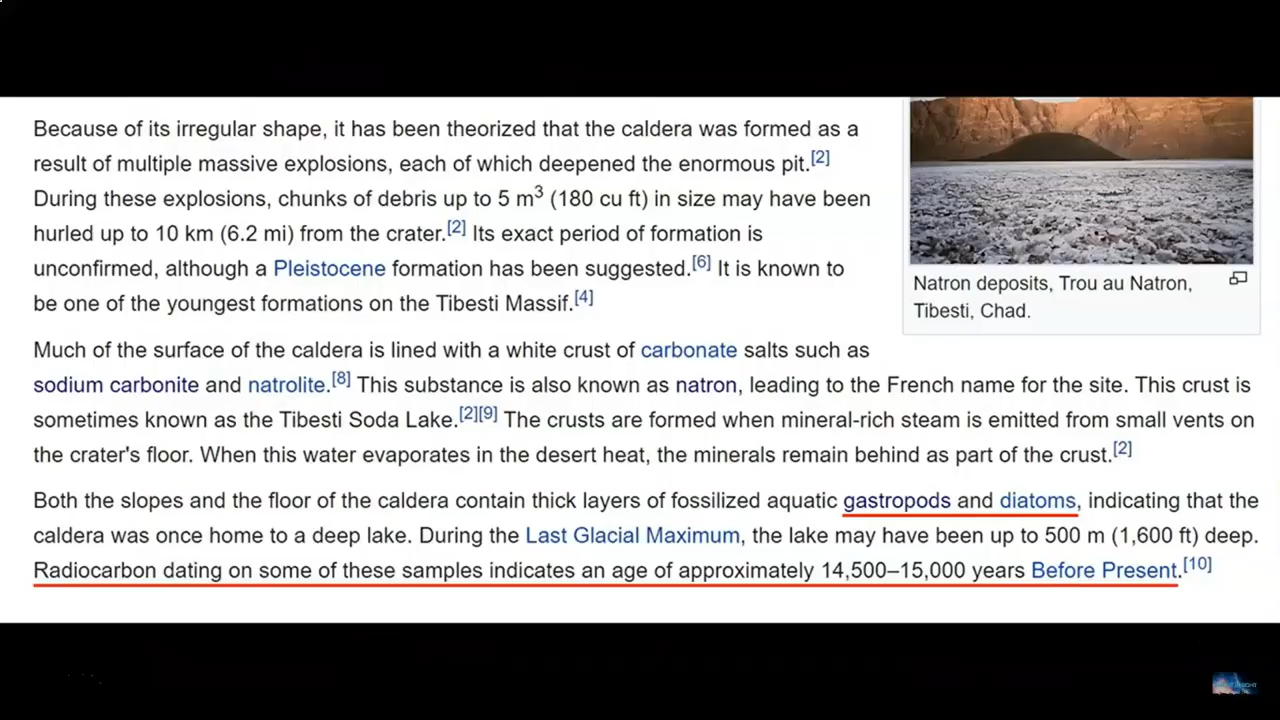 Because of its irregular shape, it has been theorized that the caldera was formed as a
result of multiple massive explosions, each of which deepened the enormous pit.[2]
During these explosions, chunks of debris up to 5 m³ (180 cu ft) in size may have been
hurled up to 10 km (6.2 mi) from the crater.[2] Its exact period of formation is
unconfirmed, although a Pleistocene formation has been suggested.[6] It is known to
be one of the youngest formations on the Tibesti Massif.[4]
Natron deposits, Trou au Natron,
Tibesti, Chad.
Much of the surface of the caldera is lined with a white crust of carbonate salts such as
sodium carbonite and natrolite.[8] This substance is also known as natron, leading to the French name for the site. This crust is
sometimes known as the Tibesti Soda Lake.[2][9] The crusts are formed when mineral-rich steam is emitted from small vents on
the crater's floor. When this water evaporates in the desert heat, the minerals remain behind as part of the crust.[2]
Both the slopes and the floor of the caldera contain thick layers of fossilized aquatic gastropods and diatoms, indicating that the
caldera was once home to a deep lake. During the Last Glacial Maximum, the lake may have been up to 500 m (1,600 ft) deep.
Radiocarbon dating on some of these samples indicates an age of approximately 14,500–15,000 years Before Present.[10]